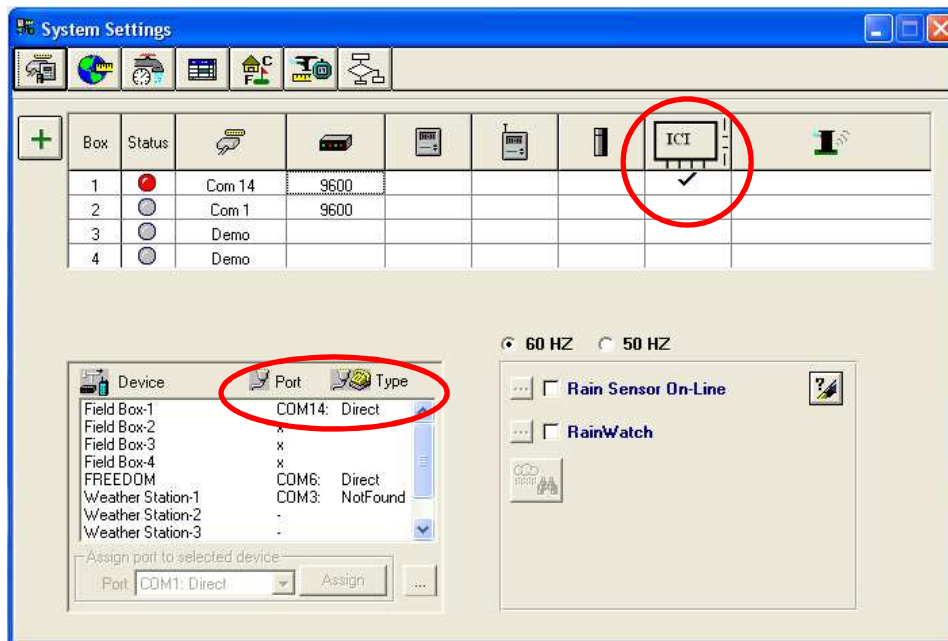 System Settings
C
F
Box Status ICI
1 Com 14 9600
2 Com 1 9600
3 Demo
4 Demo
60 HZ 50 HZ
Device Port Type
Field Box-1 COM14: Direct
Field Box-2 x
Field Box-3 x
Field Box-4 x
FREEDOM COM6: Direct
Weather Station-1 COM3: NotFound
Weather Station-2 -
Weather Station-3 -
Assign port to selected device
Port COM1: Direct Assign ...
... Rain Sensor On-Line
... RainWatch